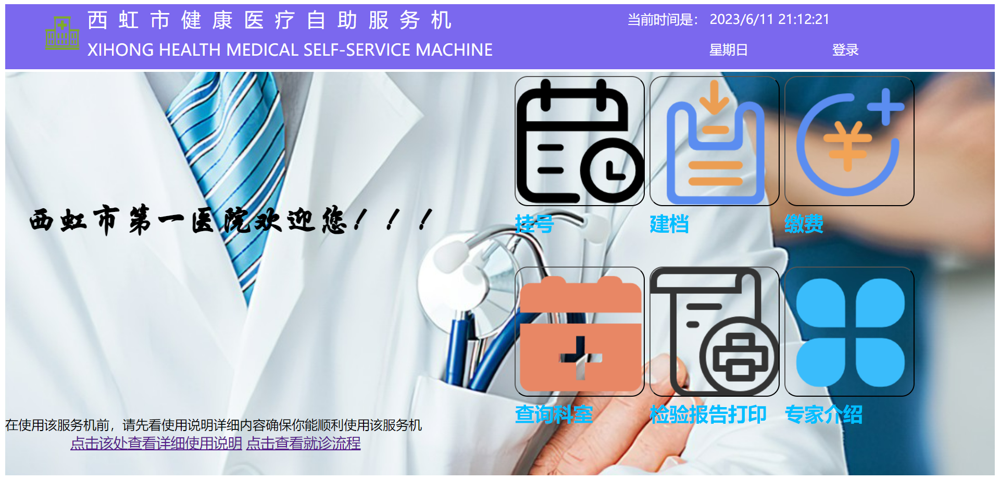 西虹市健康医疗自助服务机
XIHONG HEALTH MEDICAL SELF-SERVICE MACHINE
当前时间是： 2023/6/11 21:12:21
星期日 登录
西虹市第一医院欢迎您！！！
挂号 建档 缴费
查询科室 检验报告打印 专家介绍
在使用该服务机前，请先看使用说明详细内容确保你能顺利使用该服务机
点击该处查看详细使用说明 点击查看就诊流程